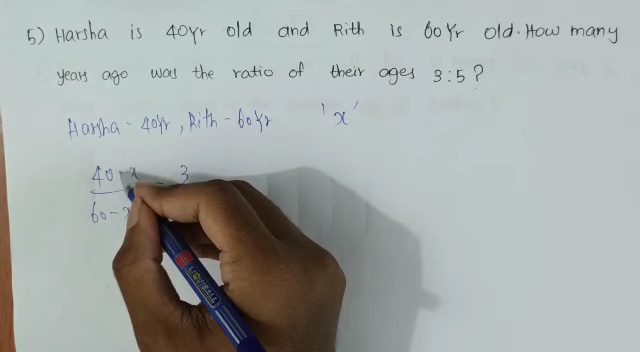 5) Harsha is 40yr old and Rith is 60Yr old. How many
years ago was the ratio of their ages 3:5?
Harsha - 40yr, Rith - 60Yr 'x'
40-x 3
60-x
LIQUIBALL